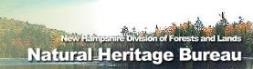 New Hampshire Division of Forests and Lands
Natural Heritage Bureau